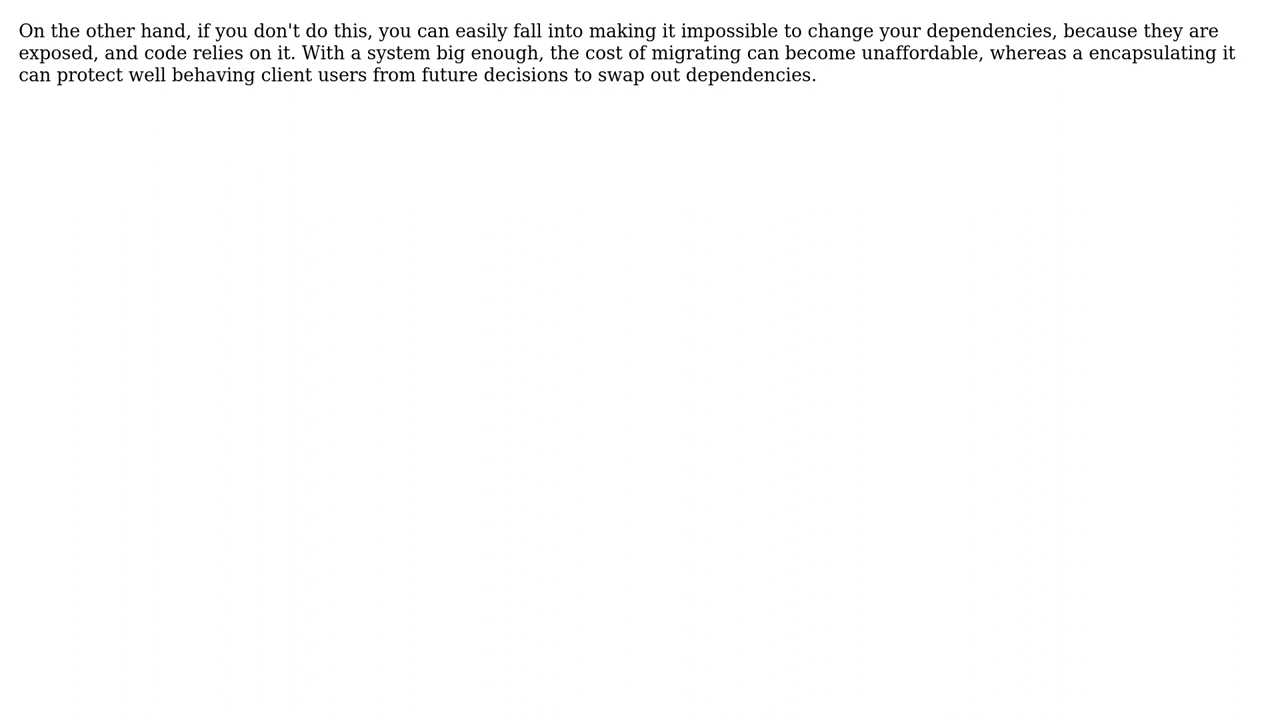 On the other hand, if you don't do this, you can easily fall into making it impossible to change your dependencies, because they are
exposed, and code relies on it. With a system big enough, the cost of migrating can become unaffordable, whereas a encapsulating it
can protect well behaving client users from future decisions to swap out dependencies.